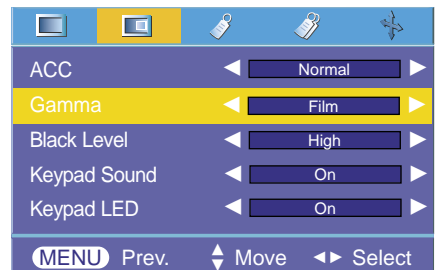 ACC Normal
Gamma Film
Black Level High
Keypad Sound On
Keypad LED On
MENU Prev. Move Select